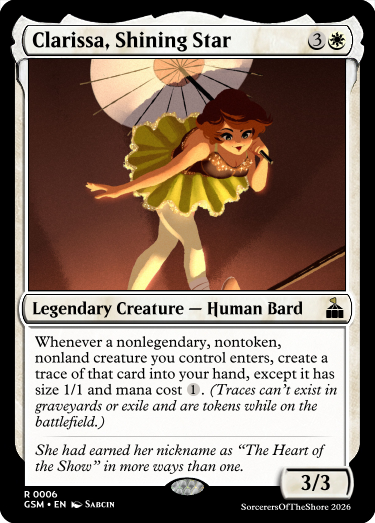 Clarissa, Shining Star 3
Legendary Creature — Human Bard
Whenever a nonlegendary, nontoken,
nonland creature you control enters, create a
trace of that card into your hand, except it has
size 1/1 and mana cost 1. (Traces can't exist in
graveyards or exile and are tokens while on the
battlefield.)
She had earned her nickname as “The Heart of
the Show” in more ways than one.
3/3
R 0006
GSM • EN Sabcin
SorcerersOfTheShore 2026